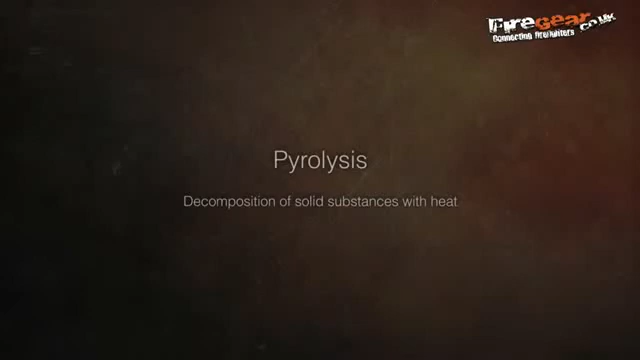 FIREGEAR.CO.UK
Connecting firefighters
Pyrolysis
Decomposition of solid substances with heat